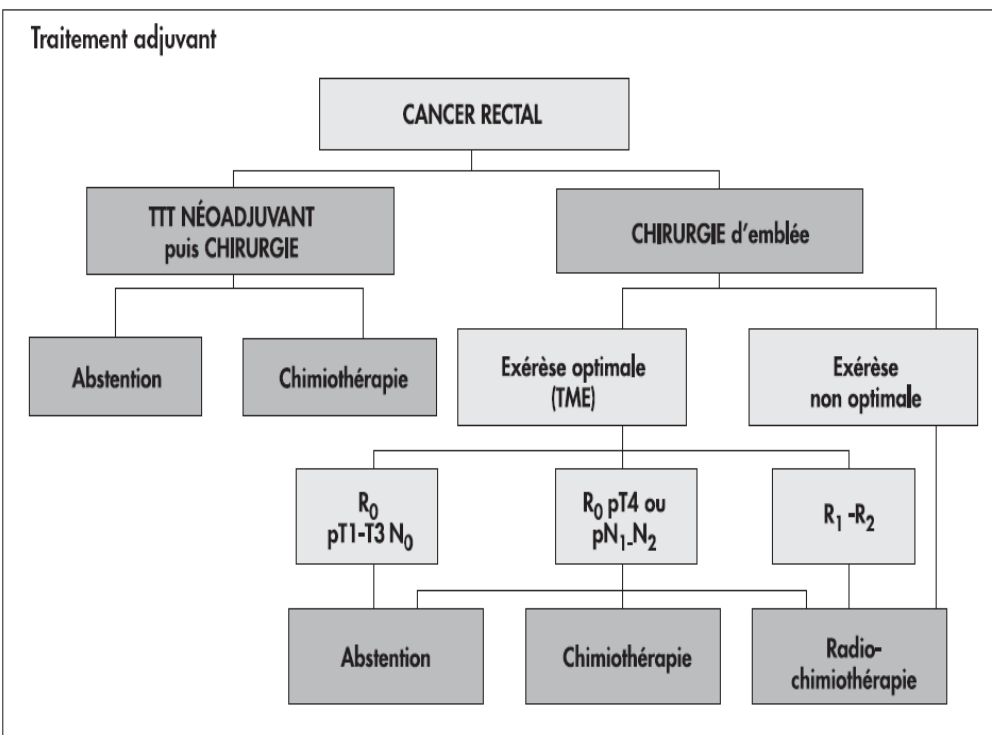 Traitement adjuvant
CANCER RECTAL
TTT NÉOADJUVANT
puis CHIRURGIE
CHIRURGIE d'emblée
Abstention
Chimiothérapie
Exérèse optimale
(TME)
Exérèse
non optimale
R0
pT1-T3 N0
R0 pT4 ou
pN1-N2
R1 -R2
Abstention
Chimiothérapie
Radio-
chimiothérapie